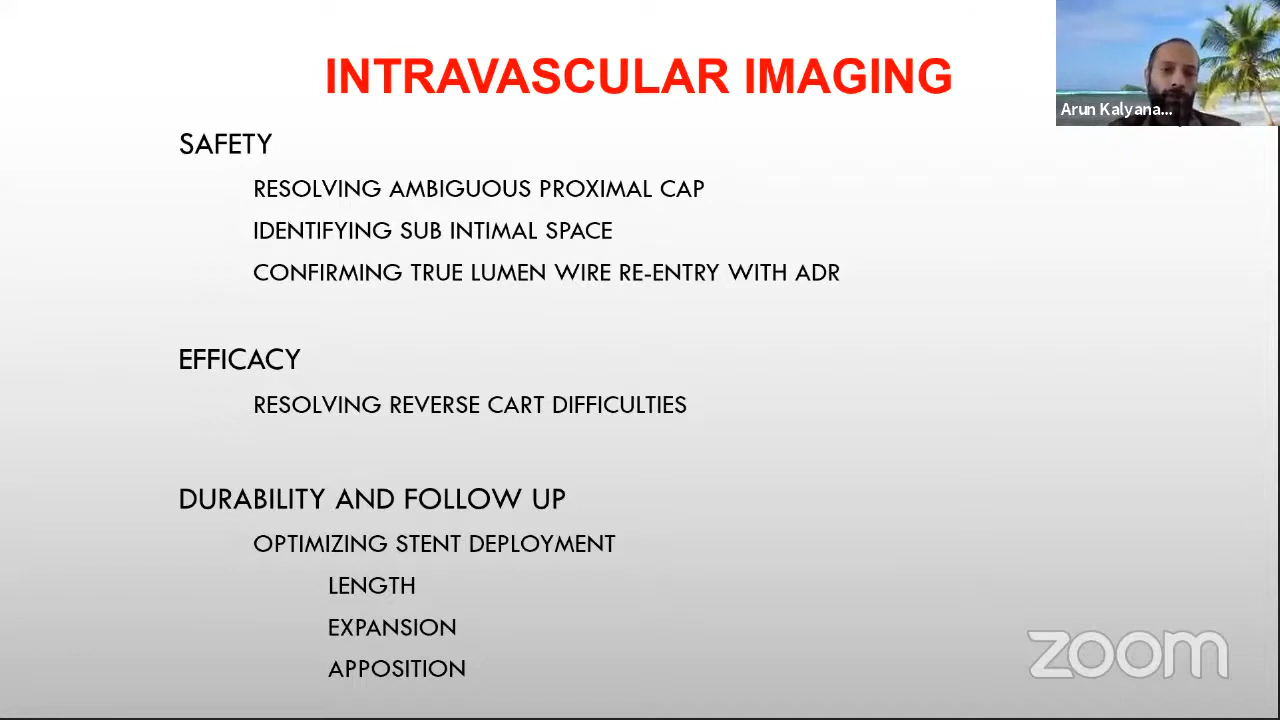 INTRAVASCULAR IMAGING
Arun Kalyana...
SAFETY
RESOLVING AMBIGUOUS PROXIMAL CAP
IDENTIFYING SUB INTIMAL SPACE
CONFIRMING TRUE LUMEN WIRE RE-ENTRY WITH ADR
EFFICACY
RESOLVING REVERSE CART DIFFICULTIES
DURABILITY AND FOLLOW UP
OPTIMIZING STENT DEPLOYMENT
LENGTH
EXPANSION
APPOSITION
zoom